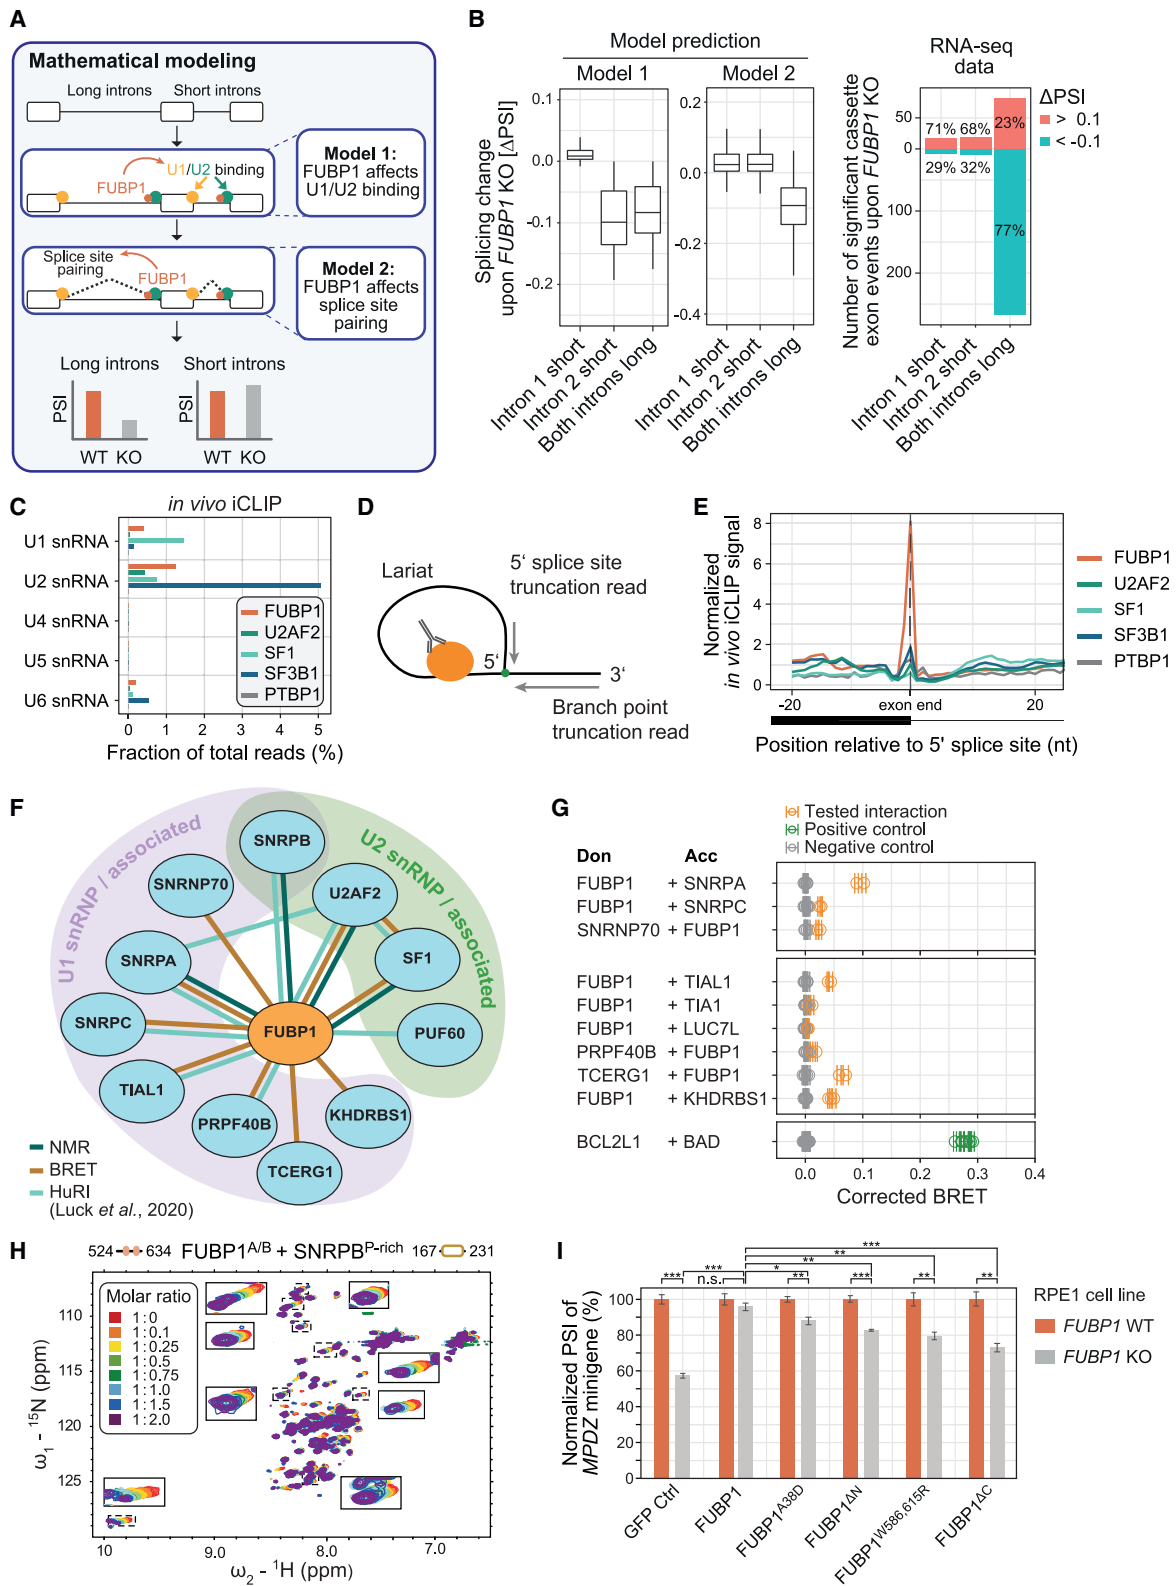 A
Mathematical modeling
Long introns
Short introns
U1/U2 binding
FUBP1
Model 1:
FUBP1 affects
U1/U2 binding
Splice site
pairing
FUBP1
Model 2:
FUBP1 affects
splice site
pairing
Long introns
Short introns
PSI
WT KO
PSI
WT KO
B
Model prediction
Model 1
Model 2
Splicing change
upon FUBP1 KO [ΔPSI]
0.1
0.0
-0.1
-0.2
0.2
0.0
-0.2
-0.4
Intron 1 short
Intron 2 short
Both introns long
Intron 1 short
Intron 2 short
Both introns long
RNA-seq
data
Number of significant cassette
exon events upon FUBP1 KO
50
0
100
200
71%
68%
23%
29%
32%
77%
ΔPSI
> 0.1
< -0.1
Intron 1 short
Intron 2 short
Both introns long
C
in vivo iCLIP
U1 snRNA
U2 snRNA
U4 snRNA
U5 snRNA
U6 snRNA
FUBP1
U2AF2
SF1
SF3B1
PTBP1
0 1 2 3 4 5
Fraction of total reads (%)
D
Lariat
5‘ splice site
truncation read
5‘
3‘
Branch point
truncation read
E
Normalized
in vivo iCLIP signal
8
6
4
2
0
-20
exon end
20
Position relative to 5' splice site (nt)
FUBP1
U2AF2
SF1
SF3B1
PTBP1
F
U1 snRNP / associated
U2 snRNP / associated
SNRPB
SNRNP70
U2AF2
SNRPA
SF1
SNRPC
FUBP1
PUF60
TIAL1
PRPF40B
KHDRBS1
TCERG1
NMR
BRET
HuRI
(Luck et al., 2020)
G
Tested interaction
Positive control
Negative control
Don Acc
FUBP1 + SNRPA
FUBP1 + SNRPC
SNRNP70 + FUBP1
FUBP1 + TIAL1
FUBP1 + TIA1
FUBP1 + LUC7L
PRPF40B + FUBP1
TCERG1 + FUBP1
FUBP1 + KHDRBS1
BCL2L1 + BAD
0.0 0.1 0.2 0.3 0.4
Corrected BRET
H
524 634 FUBP1A/B + SNRPBP-rich 167 231
Molar ratio
1:0
1:0.1
1:0.25
1:0.5
1:0.75
1:1.0
1:1.5
1:2.0
110
115
120
125
ω1 - 15N (ppm)
10 9.0 8.0 7.0
ω2 - 1H (ppm)
I
***
**
***
*
*** n.s. ** *** ** **
Normalized PSI of
MPDZ minigene (%)
100
80
60
40
20
0
GFP Ctrl
FUBP1
FUBP1A38D
FUBP1ΔN
FUBP1W586,615R
FUBP1ΔC
RPE1 cell line
FUBP1 WT
FUBP1 KO